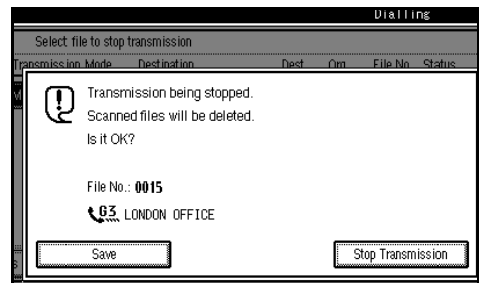 Dialling
Select file to stop transmission
Transmission Mode Destination Dest. Org. File No. Status
Transmission being stopped.
Scanned files will be deleted.
Is it OK?
File No.: 0015
G3 LONDON OFFICE
Save Stop Transmission